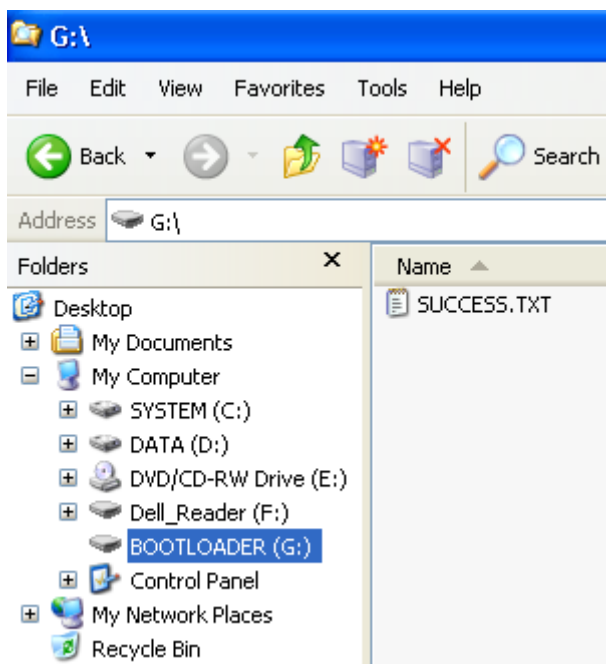 G:\
File Edit View Favorites Tools Help
Back Search
Address G:\
Folders X Name
Desktop
My Documents
My Computer
SYSTEM (C:)
DATA (D:)
DVD/CD-RW Drive (E:)
Dell_Reader (F:)
BOOTLOADER (G:)
Control Panel
My Network Places
Recycle Bin
SUCCESS.TXT